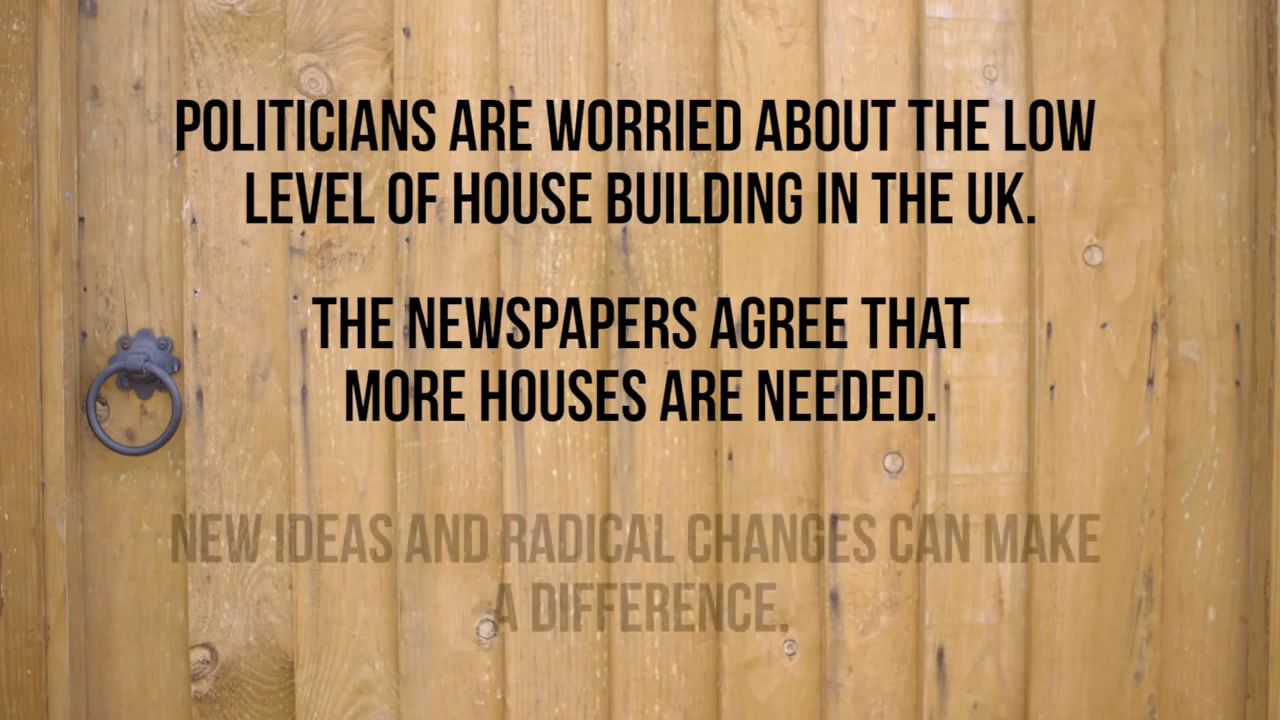 POLITICIANS ARE WORRIED ABOUT THE LOW
LEVEL OF HOUSE BUILDING IN THE UK.
THE NEWSPAPERS AGREE THAT
MORE HOUSES ARE NEEDED.
NEW IDEAS AND RADICAL CHANGES CAN MAKE
A DIFFERENCE.